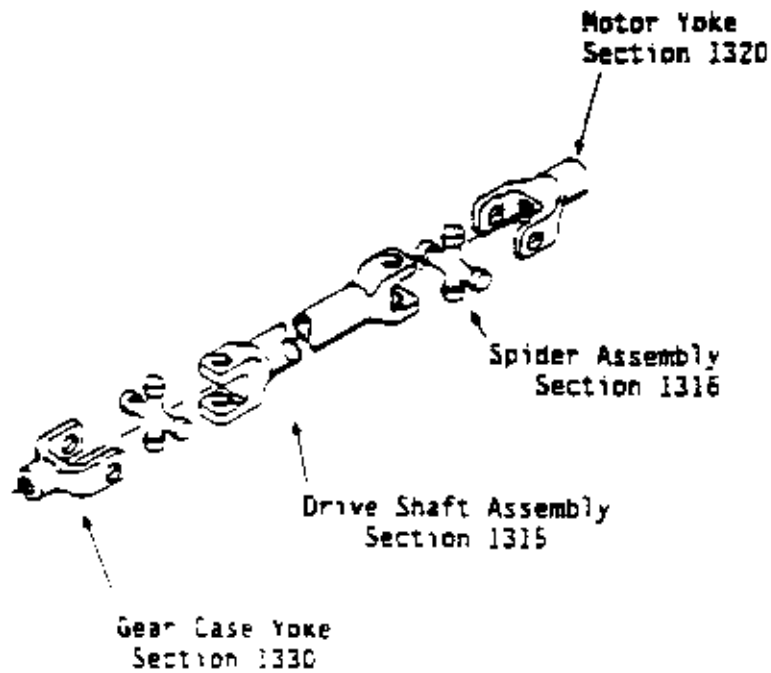 Motor Yoke
Section 1320
Spider Assembly
Section 1316
Drive Shaft Assembly
Section 1315
Gear Case Yoke
Section 1330